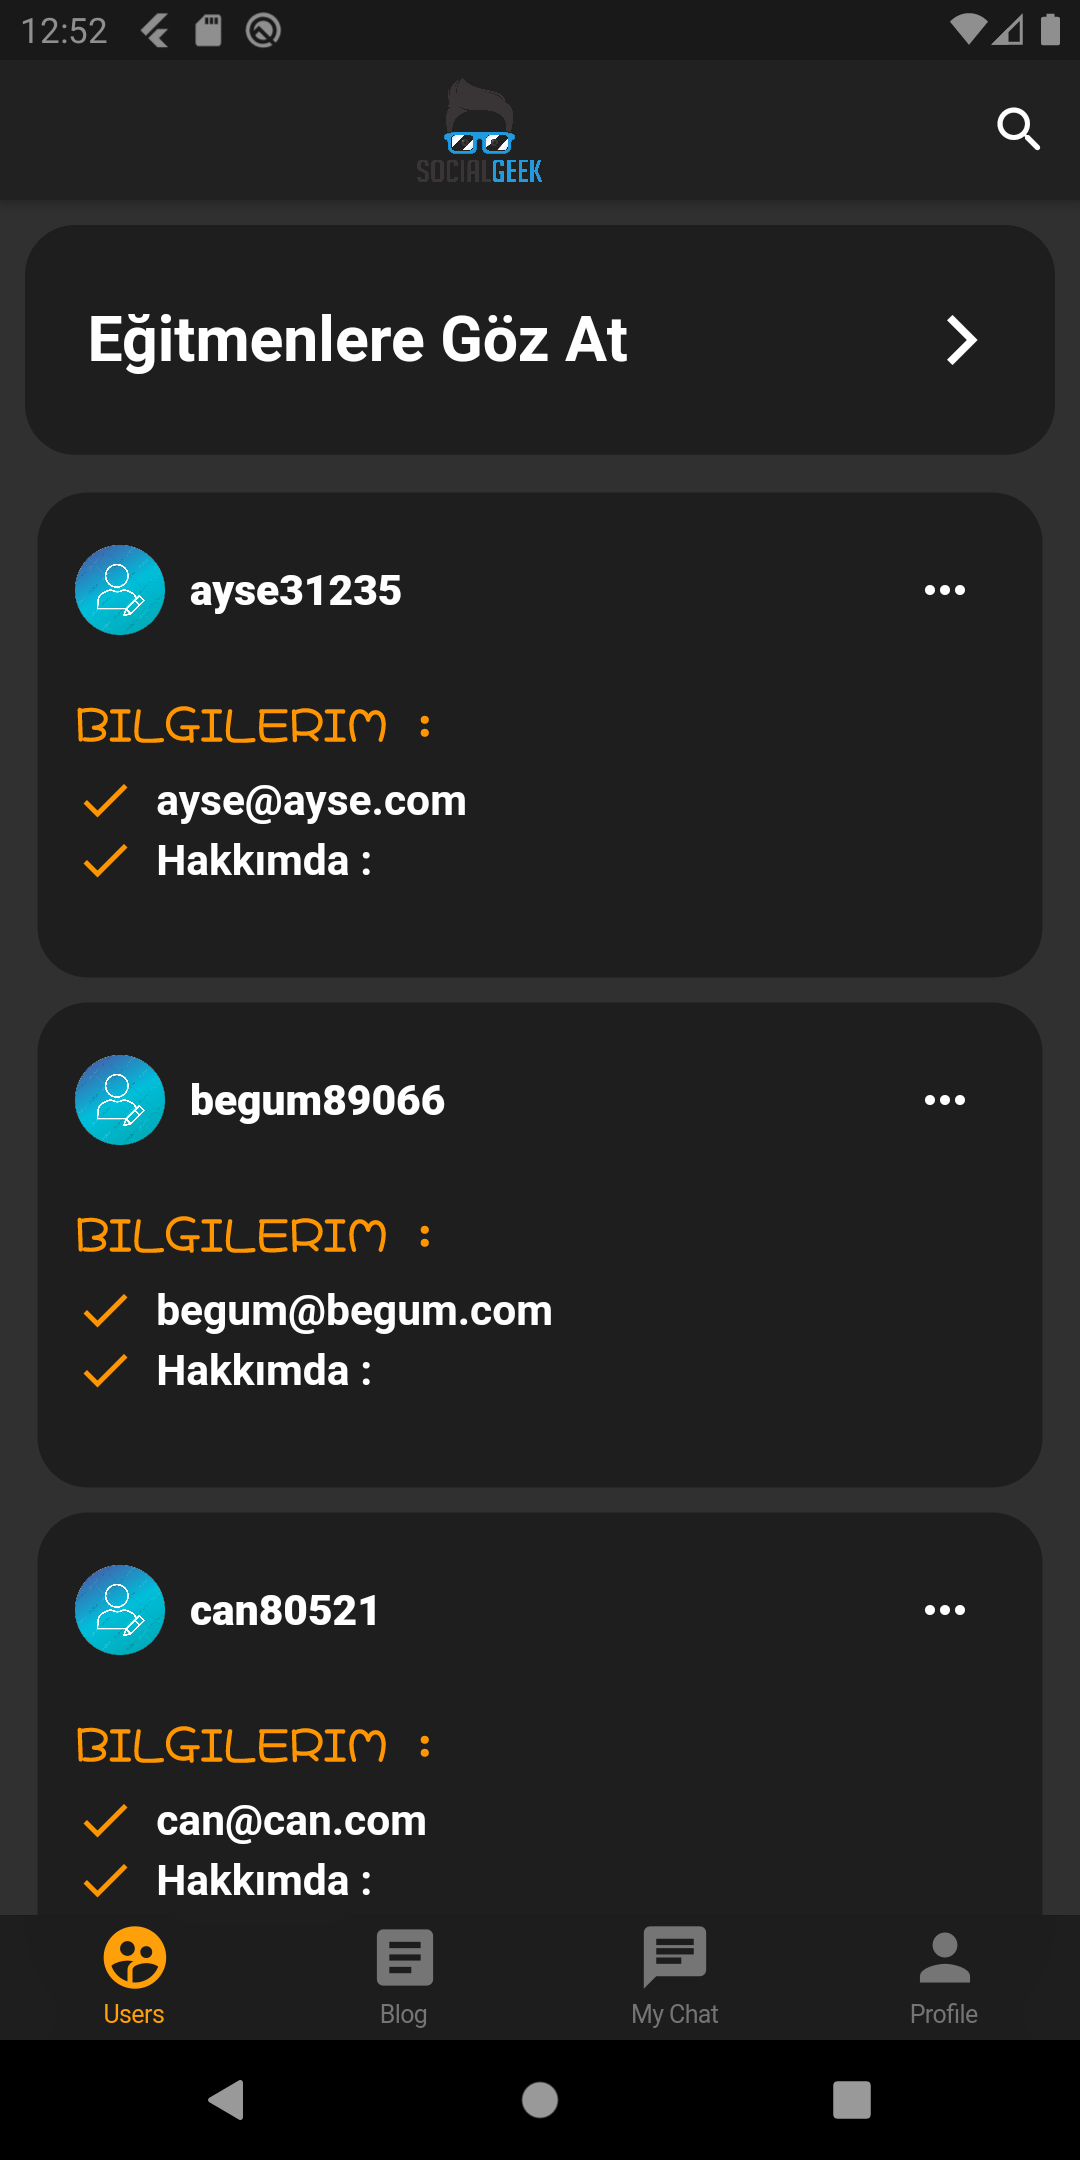 12:52
SOCIALGEEK
Eğitmenlere Göz At
ayse31235
BILGILERIM :
ayse@ayse.com
Hakkımda :
begum89066
BILGILERIM :
begum@begum.com
Hakkımda :
can80521
BILGILERIM :
can@can.com
Hakkımda :
Users
Blog
My Chat
Profile